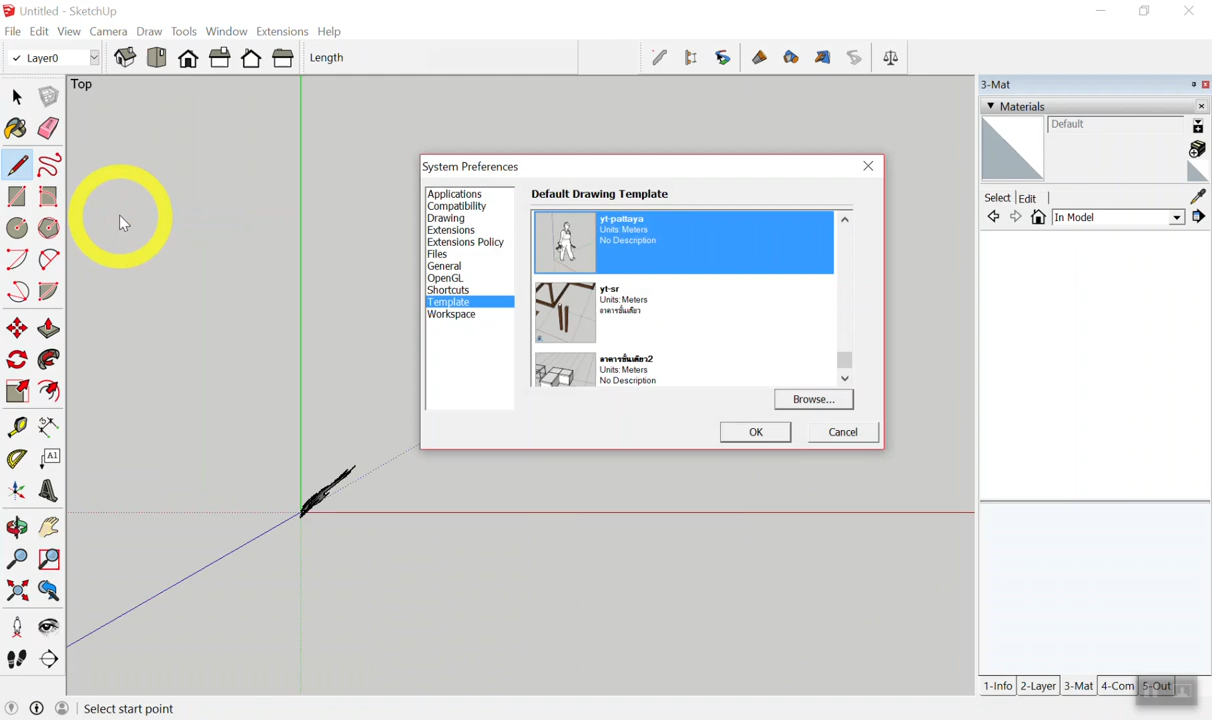 Untitled - SketchUp
File Edit View Camera Draw Tools Window Extensions Help
Layer0
Length
Top
3-Mat
Materials
Default
Select Edit
In Model
System Preferences
Applications
Compatibility
Drawing
Extensions
Extensions Policy
Files
General
OpenGL
Shortcuts
Template
Workspace
Default Drawing Template
yt-pattaya
Units: Meters
No Description
yt-sr
Units: Meters
อาคารชั้นเดียว
อาคารชั้นเดียว2
Units: Meters
No Description
Browse...
OK Cancel
A1
1-Info 2-Layer 3-Mat 4-Com 5-Out
Select start point